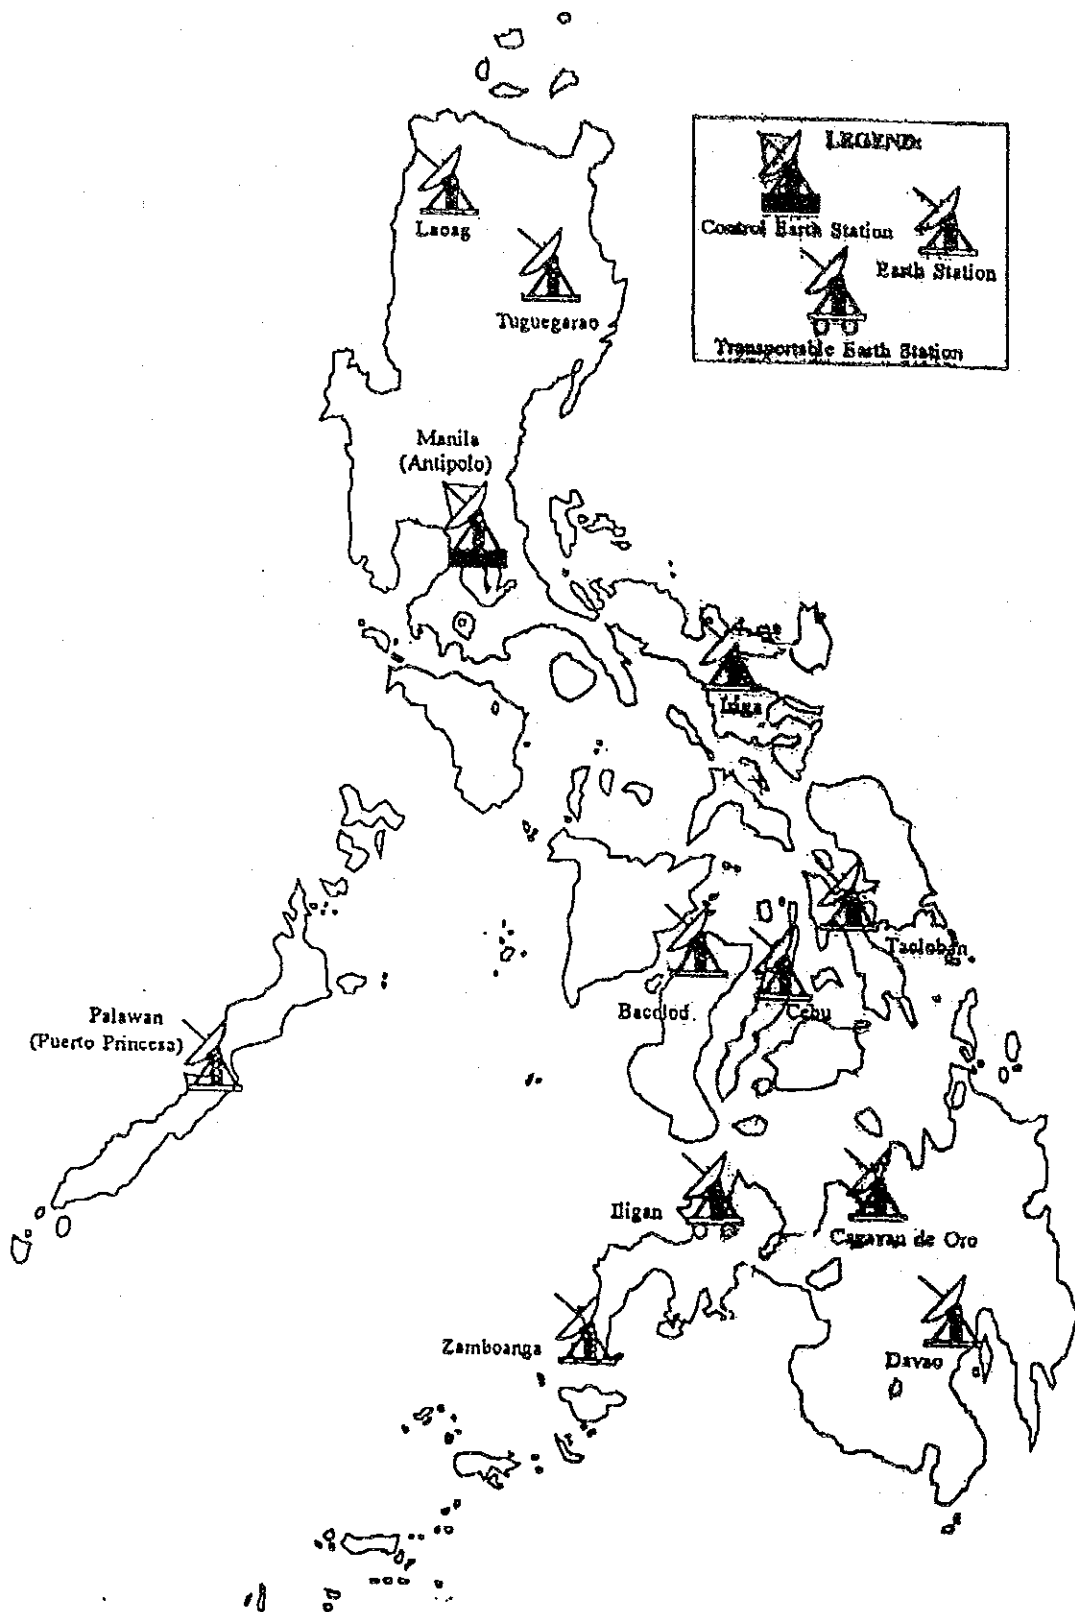 LEGEND:
Control Earth Station
Earth Station
Transportable Earth Station
Laoag
Tuguegarao
Manila
(Antipolo)
Iriga
Tacloban
Bacolod
Cebu
Palawan
(Puerto Princesa)
Iligan
Cagayan de Oro
Zamboanga
Davao